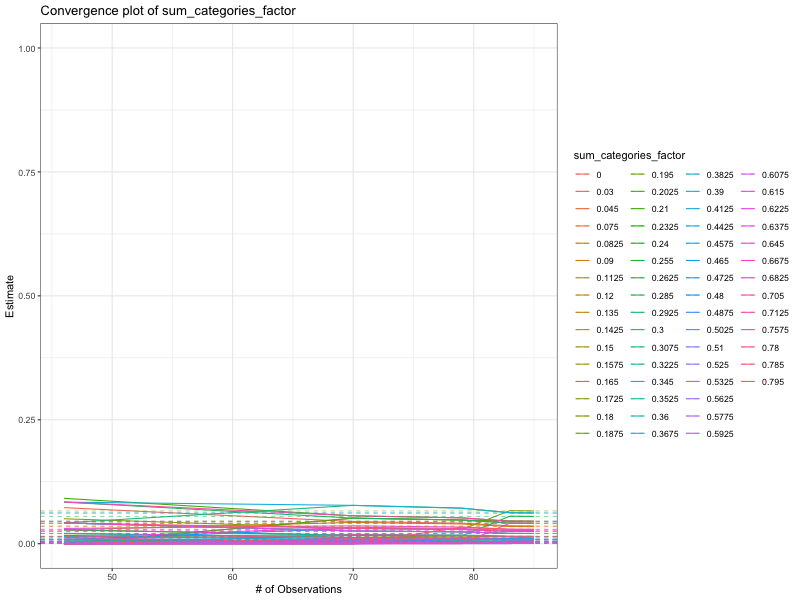 Convergence plot of sum_categories_factor
1.00
0.75
0.50
0.25
0.00
Estimate
50 60 70 80
# of Observations
sum_categories_factor
0 0.195 0.3825 0.6075
0.03 0.2025 0.39 0.615
0.045 0.21 0.4125 0.6225
0.075 0.2325 0.4425 0.6375
0.0825 0.24 0.4575 0.645
0.09 0.255 0.465 0.6675
0.1125 0.2625 0.4725 0.6825
0.12 0.285 0.48 0.705
0.135 0.2925 0.4875 0.7125
0.1425 0.3 0.5025 0.7575
0.15 0.3075 0.51 0.78
0.1575 0.3225 0.525 0.785
0.165 0.345 0.5325 0.795
0.1725 0.3525 0.5625
0.18 0.36 0.5775
0.1875 0.3675 0.5925